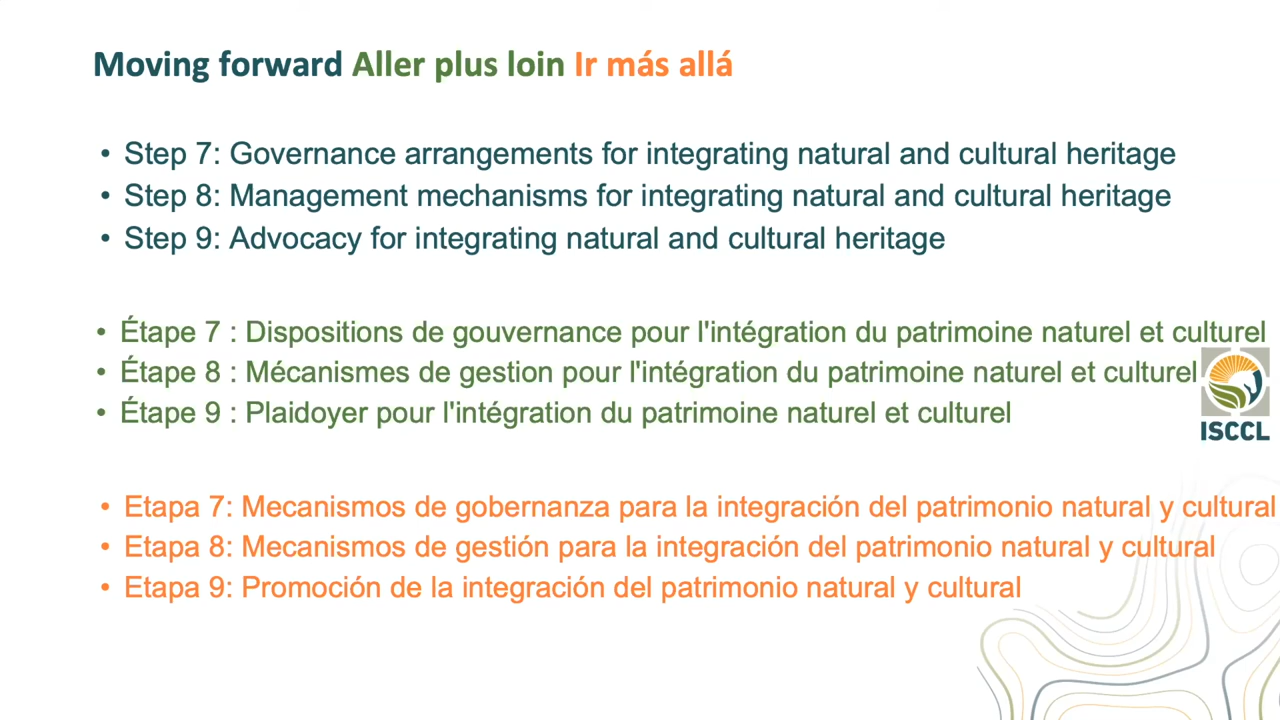 Moving forward Aller plus loin Ir más allá
• Step 7: Governance arrangements for integrating natural and cultural heritage
• Step 8: Management mechanisms for integrating natural and cultural heritage
• Step 9: Advocacy for integrating natural and cultural heritage
• Étape 7 : Dispositions de gouvernance pour l'intégration du patrimoine naturel et culturel
• Étape 8 : Mécanismes de gestion pour l'intégration du patrimoine naturel et culturel
• Étape 9 : Plaidoyer pour l'intégration du patrimoine naturel et culturel
ISCCL
• Etapa 7: Mecanismos de gobernanza para la integración del patrimonio natural y cultural
• Etapa 8: Mecanismos de gestión para la integración del patrimonio natural y cultural
• Etapa 9: Promoción de la integración del patrimonio natural y cultural